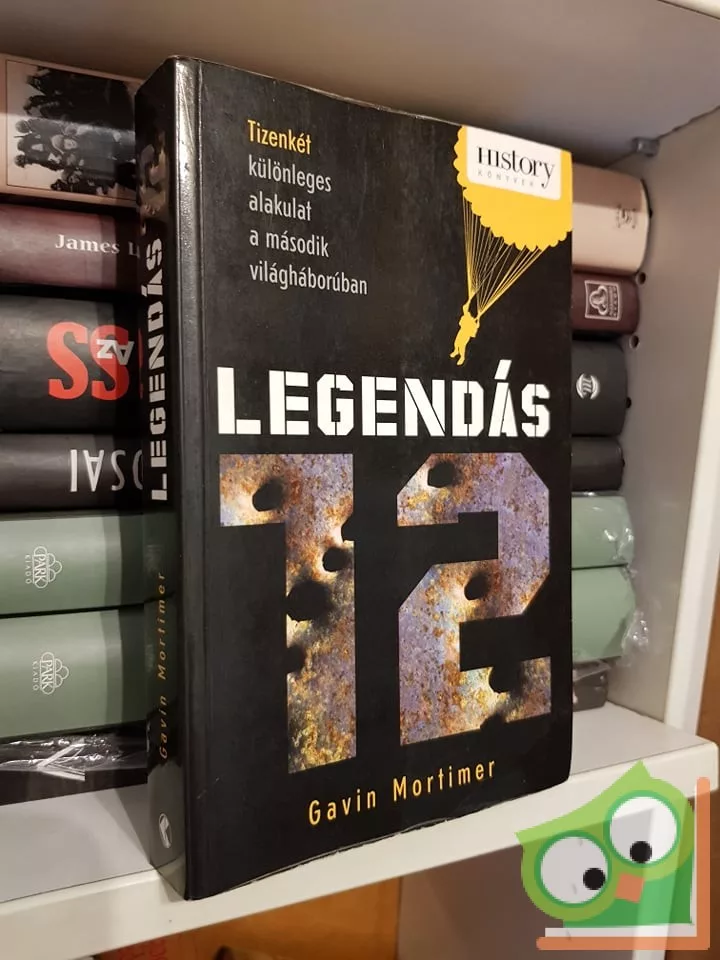 Tizenkét
különleges
alakulat
a második
világháborúban
HISTORY
KÖNYVEK
LEGENDÁS
12
Gavin Mortimer
LEGENDÁS
12
Gavin Mortimer
James
AZ
SS
PARK
KIADÓ
PARK
KIADÓ